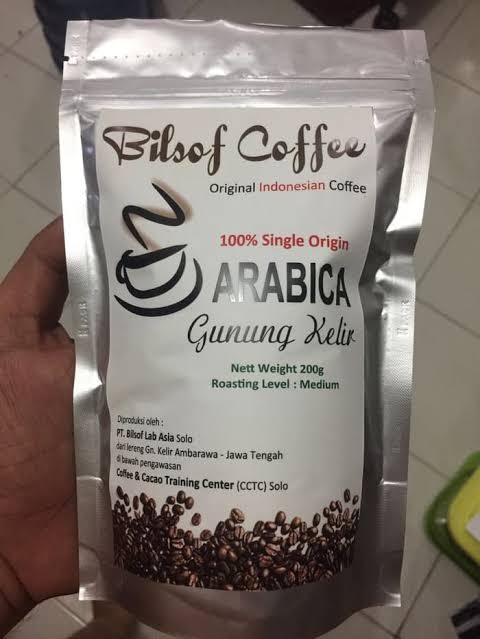 Bilsof Coffee
Original Indonesian Coffee
100% Single Origin
ARABICA
Gunung Kelir
Nett Weight 200g
Roasting Level : Medium
Diproduksi oleh :
PT. Bilsof Lab Asia Solo
dari lereng Gn. Kelir Ambarawa - Jawa Tengah
di bawah pengawasan
Coffee & Cacao Training Center (CCTC) Solo